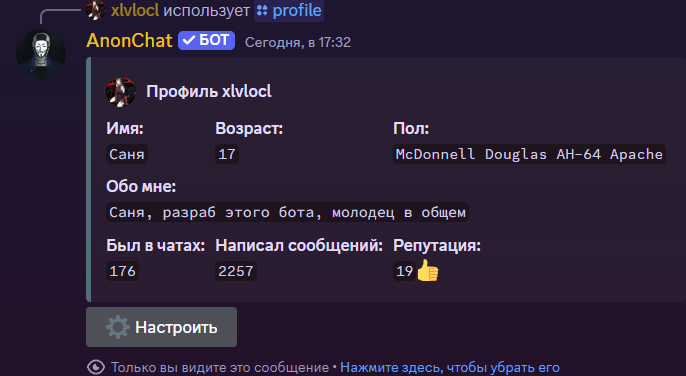 xlvlocl использует profile
AnonChat БОТ Сегодня, в 17:32
Профиль xlvlocl
Имя: Возраст: Пол:
Саня 17 McDonnell Douglas AH-64 Apache
Обо мне:
Саня, разраб этого бота, молодец в общем
Был в чатах: Написал сообщений: Репутация:
176 2257 19👍
Настроить
Только вы видите это сообщение • Нажмите здесь, чтобы убрать его